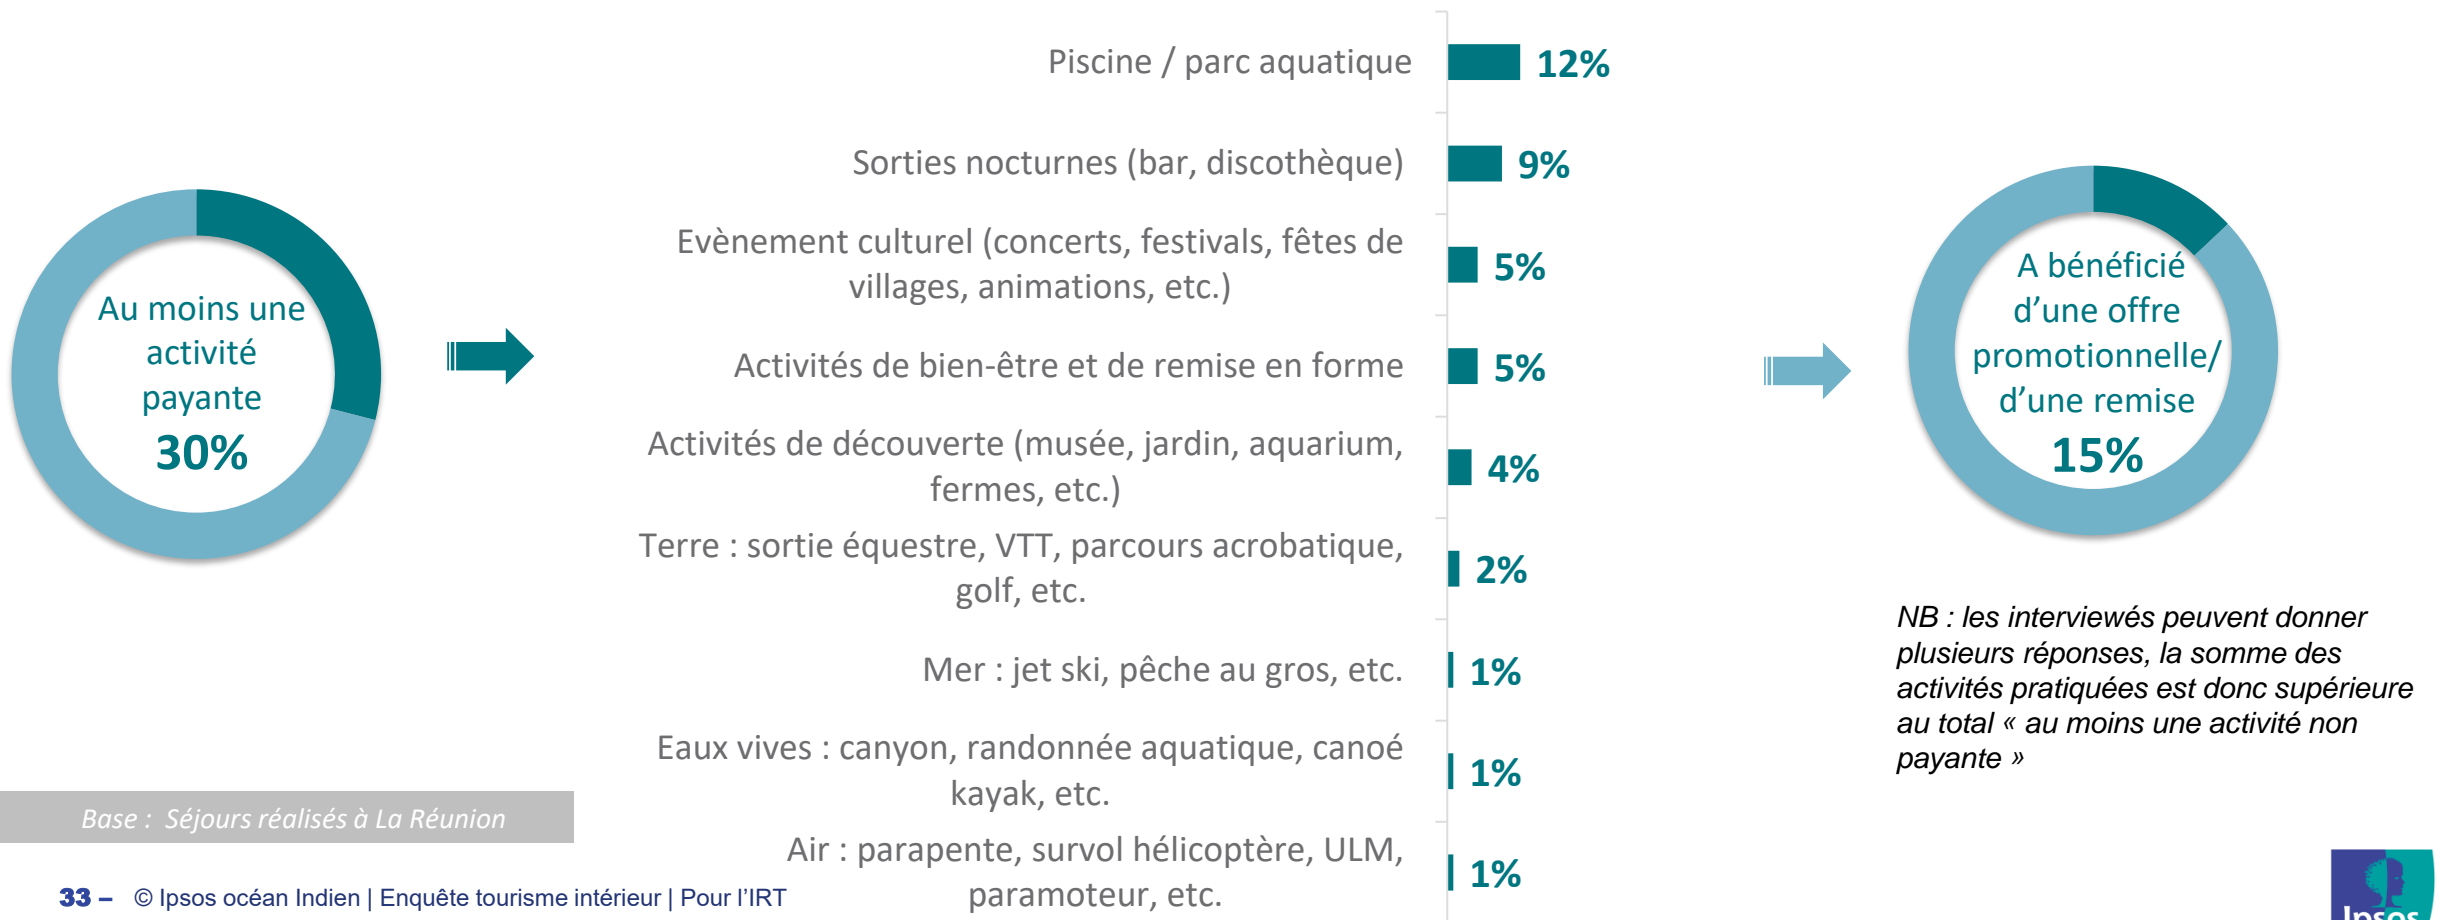 Au moins une
activité
payante
30%
Piscine / parc aquatique
12%
Sorties nocturnes (bar, discothèque)
9%
Evènement culturel (concerts, festivals, fêtes de
villages, animations, etc.)
5%
Activités de bien-être et de remise en forme
5%
Activités de découverte (musée, jardin, aquarium,
fermes, etc.)
4%
Terre : sortie équestre, VTT, parcours acrobatique,
golf, etc.
2%
Mer : jet ski, pêche au gros, etc.
1%
Eaux vives : canyon, randonnée aquatique, canoé
kayak, etc.
1%
Air : parapente, survol hélicoptère, ULM,
paramoteur, etc.
1%
A bénéficié
d’une offre
promotionnelle/
d’une remise
15%
NB : les interviewés peuvent donner
plusieurs réponses, la somme des
activités pratiquées est donc supérieure
au total « au moins une activité non
payante »
Base : Séjours réalisés à La Réunion
33 – © Ipsos océan Indien | Enquête tourisme intérieur | Pour l’IRT
Ipsos